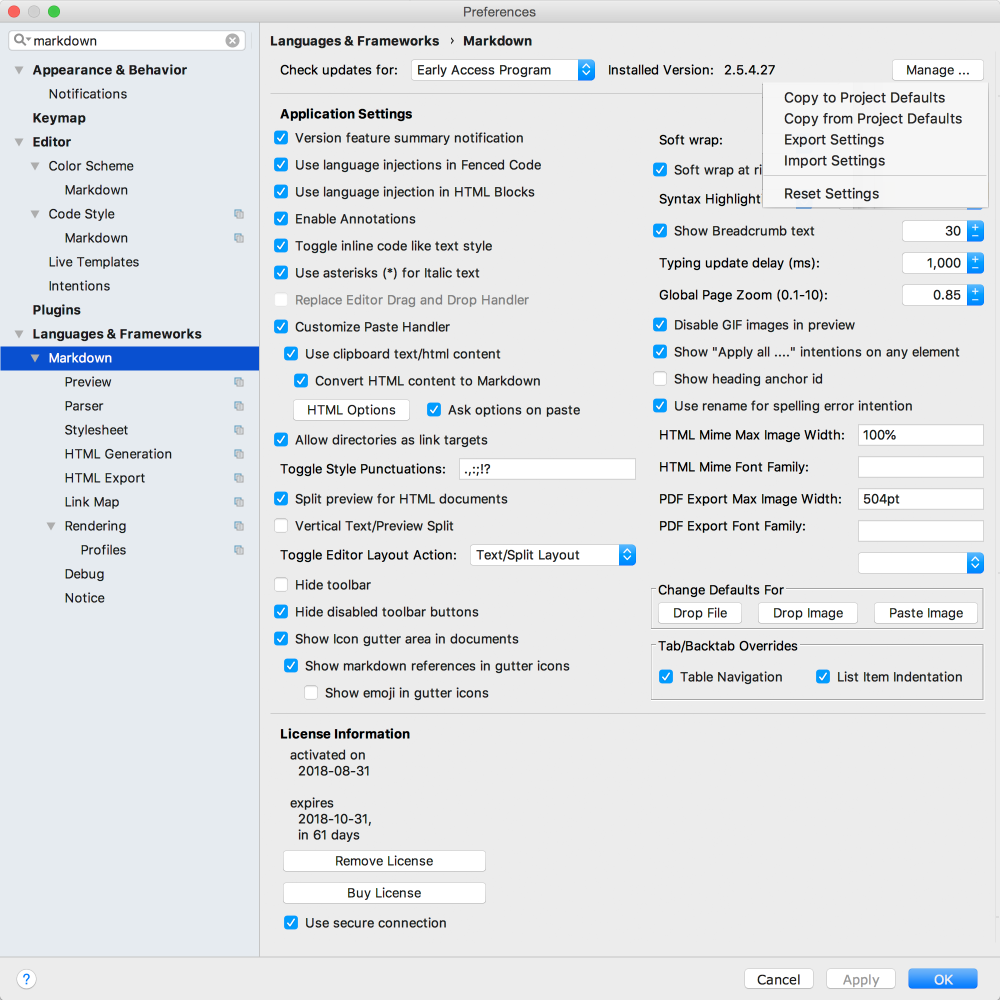 Preferences
markdown
Appearance & Behavior
Notifications
Keymap
Editor
Color Scheme
Markdown
Code Style
Markdown
Live Templates
Intentions
Plugins
Languages & Frameworks
Markdown
Preview
Parser
Stylesheet
HTML Generation
HTML Export
Link Map
Rendering
Profiles
Debug
Notice
Languages & Frameworks › Markdown
Check updates for: Early Access Program Installed Version: 2.5.4.27 Manage ...
Copy to Project Defaults
Copy from Project Defaults
Export Settings
Import Settings
Reset Settings
Application Settings
Version feature summary notification
Use language injections in Fenced Code
Use language injection in HTML Blocks
Enable Annotations
Toggle inline code like text style
Use asterisks (*) for Italic text
Replace Editor Drag and Drop Handler
Customize Paste Handler
Use clipboard text/html content
Convert HTML content to Markdown
HTML Options Ask options on paste
Allow directories as link targets
Toggle Style Punctuations: .,:;!?
Split preview for HTML documents
Vertical Text/Preview Split
Toggle Editor Layout Action: Text/Split Layout
Hide toolbar
Hide disabled toolbar buttons
Show Icon gutter area in documents
Show markdown references in gutter icons
Show emoji in gutter icons
Soft wrap:
Soft wrap at ri
Syntax Highlight
Show Breadcrumb text 30
Typing update delay (ms): 1,000
Global Page Zoom (0.1-10): 0.85
Disable GIF images in preview
Show "Apply all ...." intentions on any element
Show heading anchor id
Use rename for spelling error intention
HTML Mime Max Image Width: 100%
HTML Mime Font Family:
PDF Export Max Image Width: 504pt
PDF Export Font Family:
Change Defaults For
Drop File Drop Image Paste Image
Tab/Backtab Overrides
Table Navigation List Item Indentation
License Information
activated on
2018-08-31
expires
2018-10-31,
in 61 days
Remove License
Buy License
Use secure connection
? Cancel Apply OK